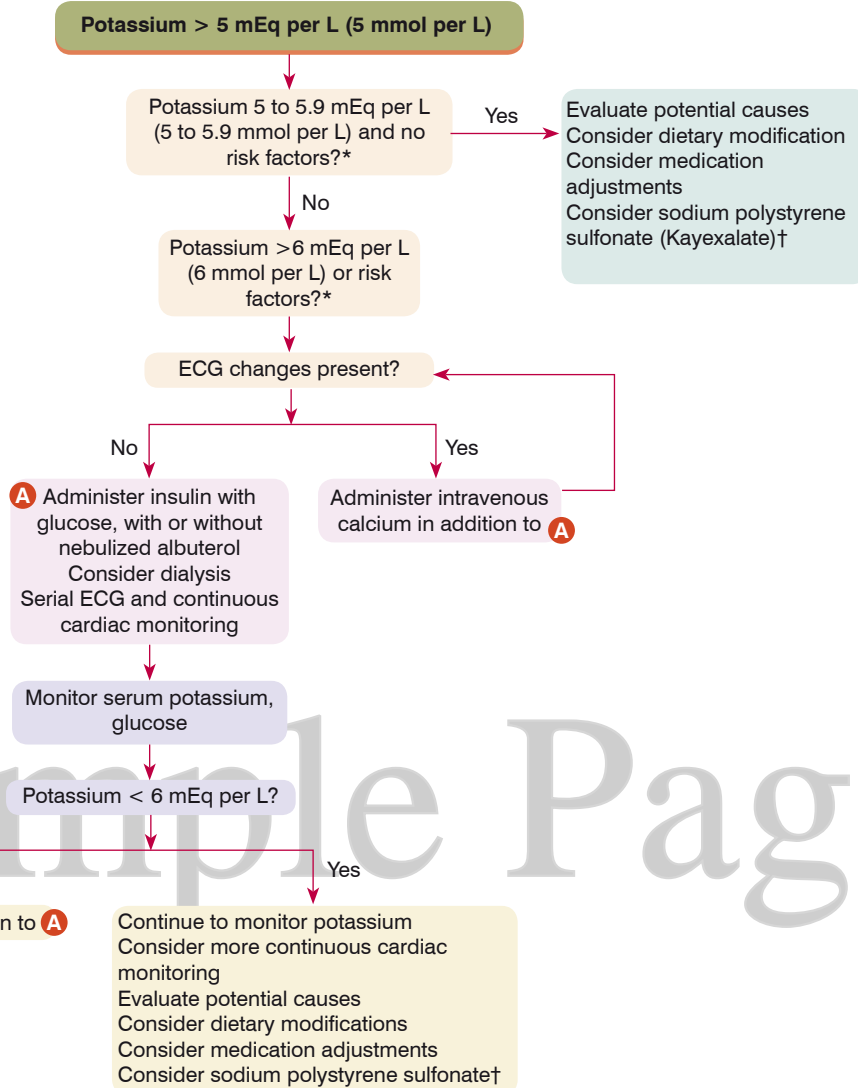 Potassium > 5 mEq per L (5 mmol per L)
Potassium 5 to 5.9 mEq per L
(5 to 5.9 mmol per L) and no
risk factors?*
Yes
Evaluate potential causes
Consider dietary modification
Consider medication
adjustments
Consider sodium polystyrene
sulfonate (Kayexalate)†
No
Potassium >6 mEq per L
(6 mmol per L) or risk
factors?*
ECG changes present?
No
Yes
A Administer insulin with
glucose, with or without
nebulized albuterol
Consider dialysis
Serial ECG and continuous
cardiac monitoring
Administer intravenous
calcium in addition to A
Monitor serum potassium,
glucose
Potassium < 6 mEq per L?
mple Pag
Yes
n to A
Continue to monitor potassium
Consider more continuous cardiac
monitoring
Evaluate potential causes
Consider dietary modifications
Consider medication adjustments
Consider sodium polystyrene sulfonate†